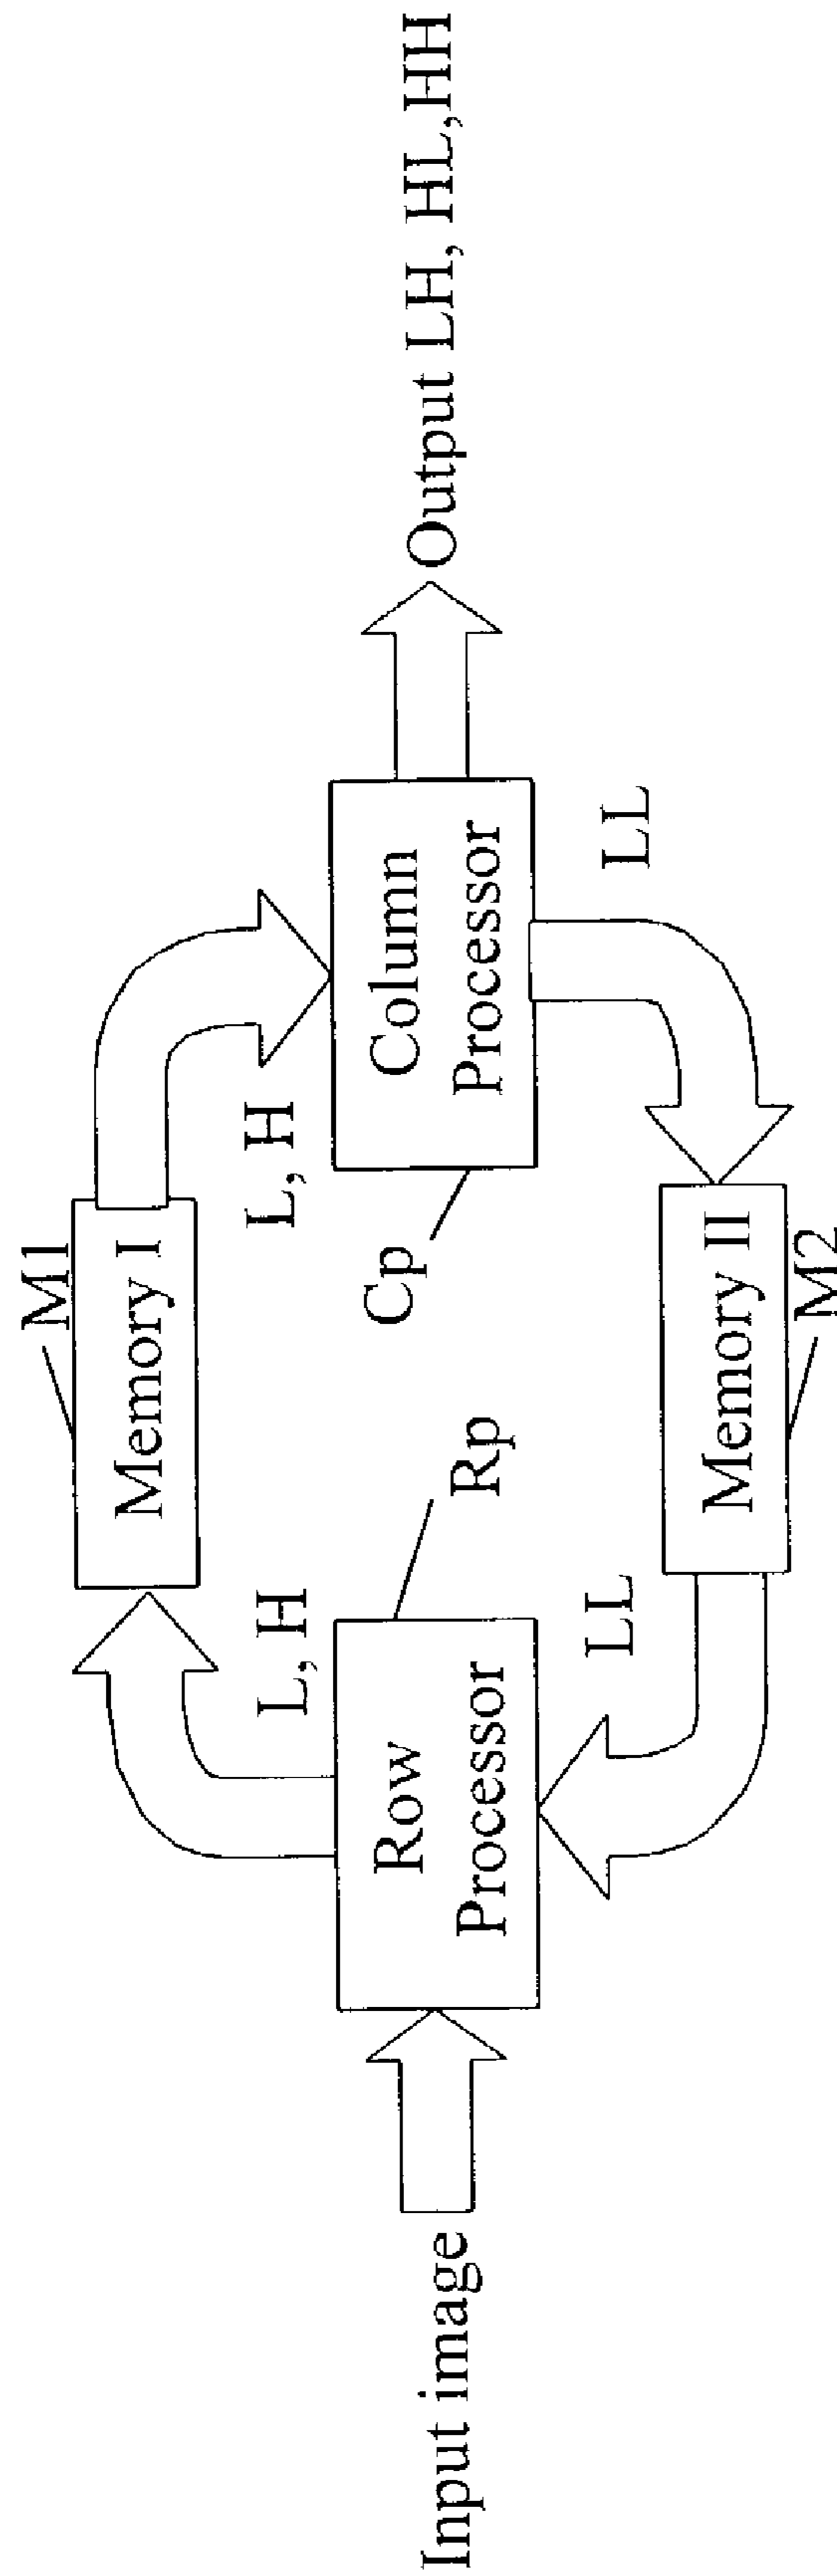 Input image
Row
Processor
Rp
L, H
M1
Memory I
L, H
Column
Processor
Cp
LL
Memory II
M2
LL
Output LH, HL,HH